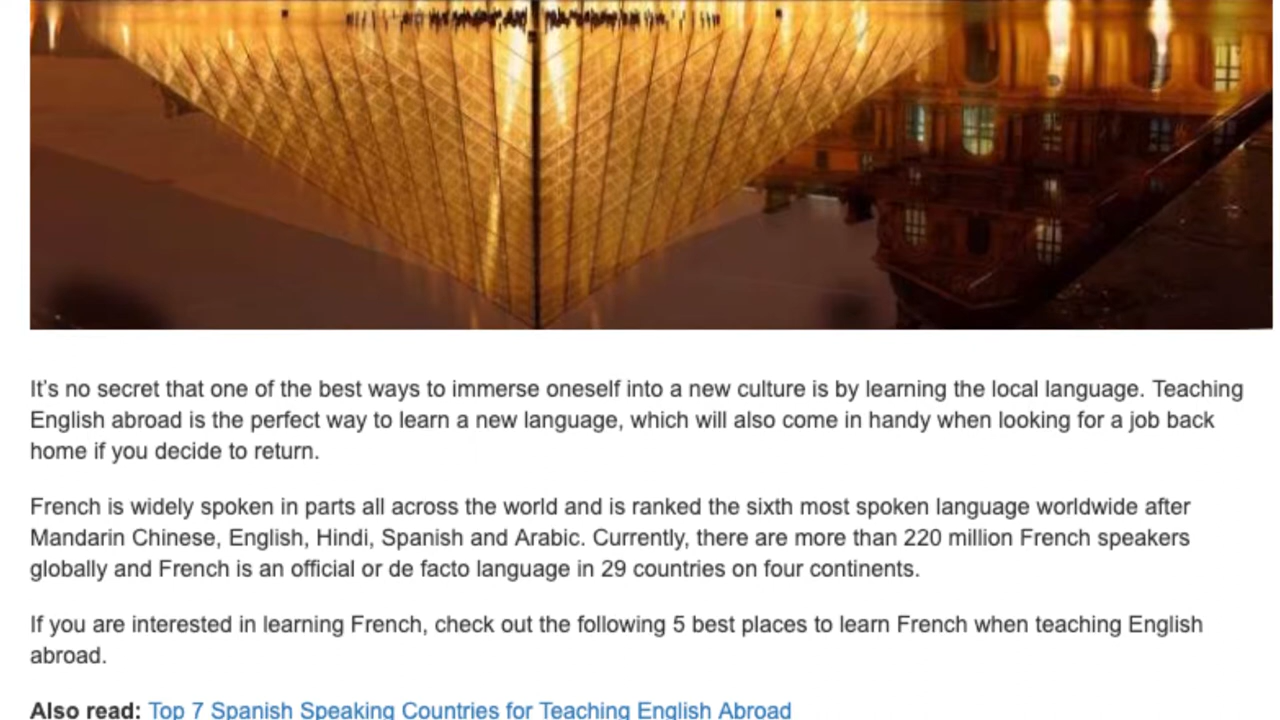 It’s no secret that one of the best ways to immerse oneself into a new culture is by learning the local language. Teaching
English abroad is the perfect way to learn a new language, which will also come in handy when looking for a job back
home if you decide to return.
French is widely spoken in parts all across the world and is ranked the sixth most spoken language worldwide after
Mandarin Chinese, English, Hindi, Spanish and Arabic. Currently, there are more than 220 million French speakers
globally and French is an official or de facto language in 29 countries on four continents.
If you are interested in learning French, check out the following 5 best places to learn French when teaching English
abroad.
Also read: Top 7 Spanish Speaking Countries for Teaching English Abroad